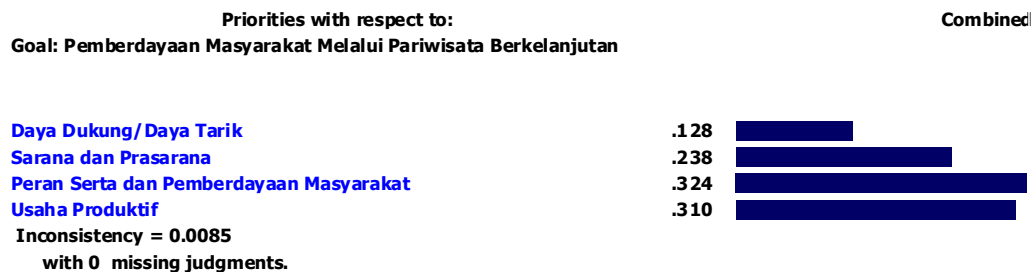 Priorities with respect to: Combined
Goal: Pemberdayaan Masyarakat Melalui Pariwisata Berkelanjutan
Daya Dukung/Daya Tarik .128
Sarana dan Prasarana .238
Peran Serta dan Pemberdayaan Masyarakat .324
Usaha Produktif .310
Inconsistency = 0.0085
with 0 missing judgments.